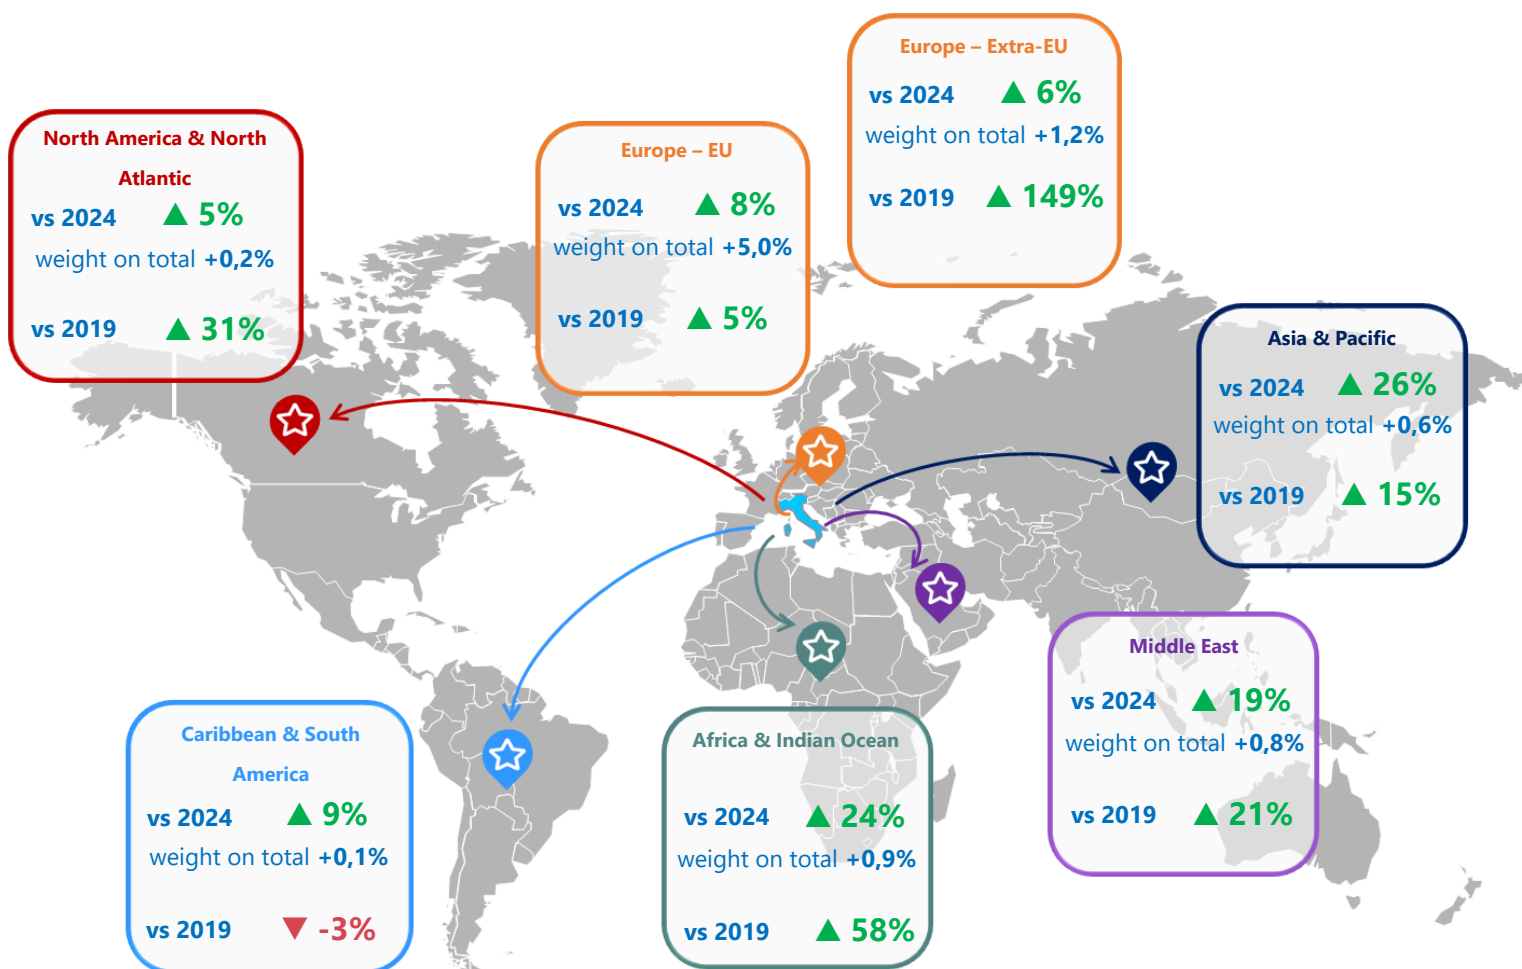 Europe – Extra-EU
vs 2024 ▲ 6%
weight on total +1,2%
vs 2019 ▲ 149%
North America & North
Atlantic
vs 2024 ▲ 5%
weight on total +0,2%
vs 2019 ▲ 31%
Europe – EU
vs 2024 ▲ 8%
weight on total +5,0%
vs 2019 ▲ 5%
Asia & Pacific
vs 2024 ▲ 26%
weight on total +0,6%
vs 2019 ▲ 15%
Middle East
vs 2024 ▲ 19%
weight on total +0,8%
vs 2019 ▲ 21%
Caribbean & South
America
vs 2024 ▲ 9%
weight on total +0,1%
vs 2019 ▼ -3%
Africa & Indian Ocean
vs 2024 ▲ 24%
weight on total +0,9%
vs 2019 ▲ 58%